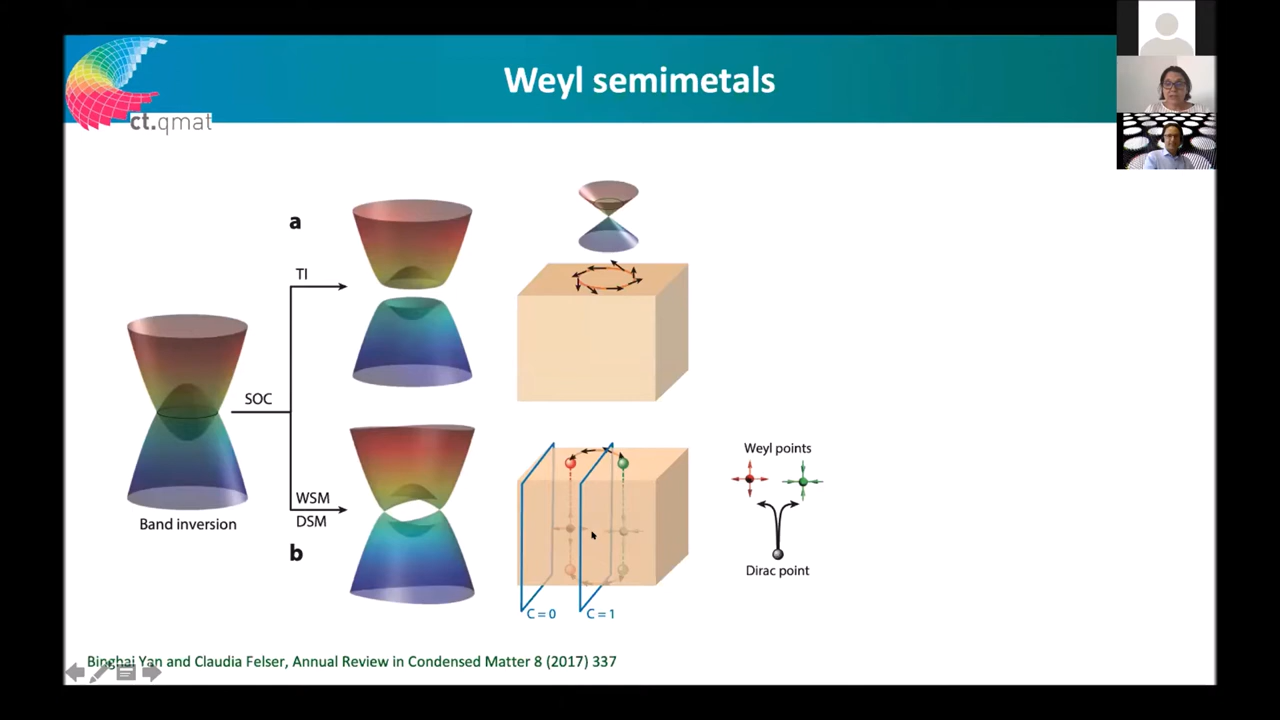 Weyl semimetals
ct.qmat
a
TI
SOC
Band inversion
WSM
DSM
b
C = 0
C = 1
Weyl points
Dirac point
Binghai Yan and Claudia Felser, Annual Review in Condensed Matter 8 (2017) 337